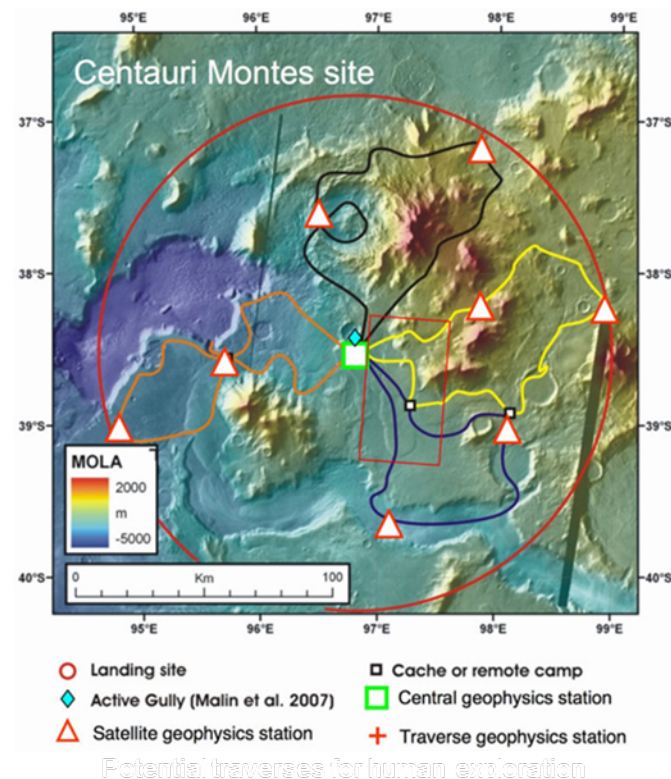 95°E 96°E 97°E 98°E 99°E
Centauri Montes site
37°S 37°S
38°S 38°S
39°S 39°S
MOLA
2000
m
-5000
40°S 40°S
0 Km 100
95°E 96°E 97°E 98°E 99°E
Landing site
Cache or remote camp
Active Gully (Malin et al. 2007)
Central geophysics station
Satellite geophysics station
Traverse geophysics station
Potential traverses for human exploration